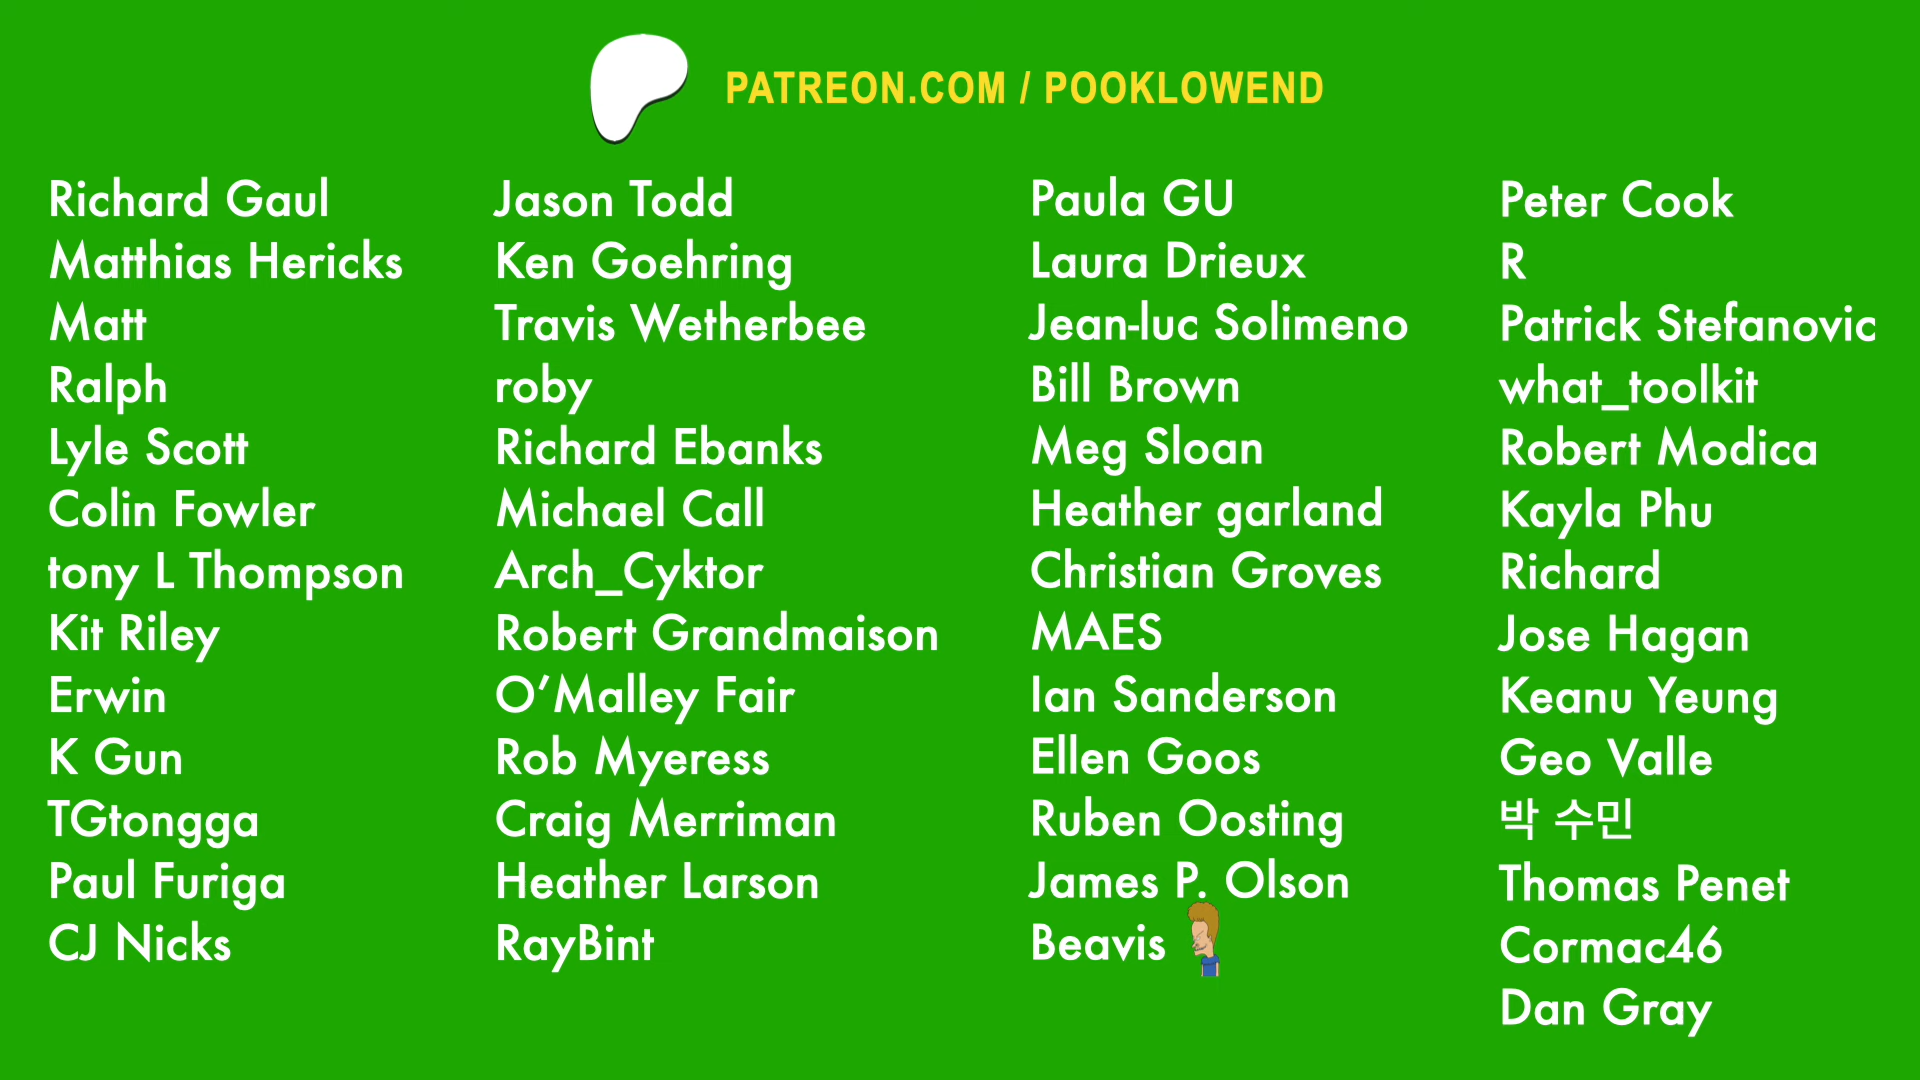 PATREON.COM / POOKLOWEND
Richard Gaul
Matthias Hericks
Matt
Ralph
Lyle Scott
Colin Fowler
tony L Thompson
Kit Riley
Erwin
K Gun
TGtongga
Paul Furiga
CJ Nicks
Jason Todd
Ken Goehring
Travis Wetherbee
roby
Richard Ebanks
Michael Call
Arch_Cyktor
Robert Grandmaison
O’Malley Fair
Rob Myeress
Craig Merriman
Heather Larson
RayBint
Paula GU
Laura Drieux
Jean-luc Solimeno
Bill Brown
Meg Sloan
Heather garland
Christian Groves
MAES
Ian Sanderson
Ellen Goos
Ruben Oosting
James P. Olson
Beavis
Peter Cook
R
Patrick Stefanovic
what_toolkit
Robert Modica
Kayla Phu
Richard
Jose Hagan
Keanu Yeung
Geo Valle
박 수민
Thomas Penet
Cormac46
Dan Gray